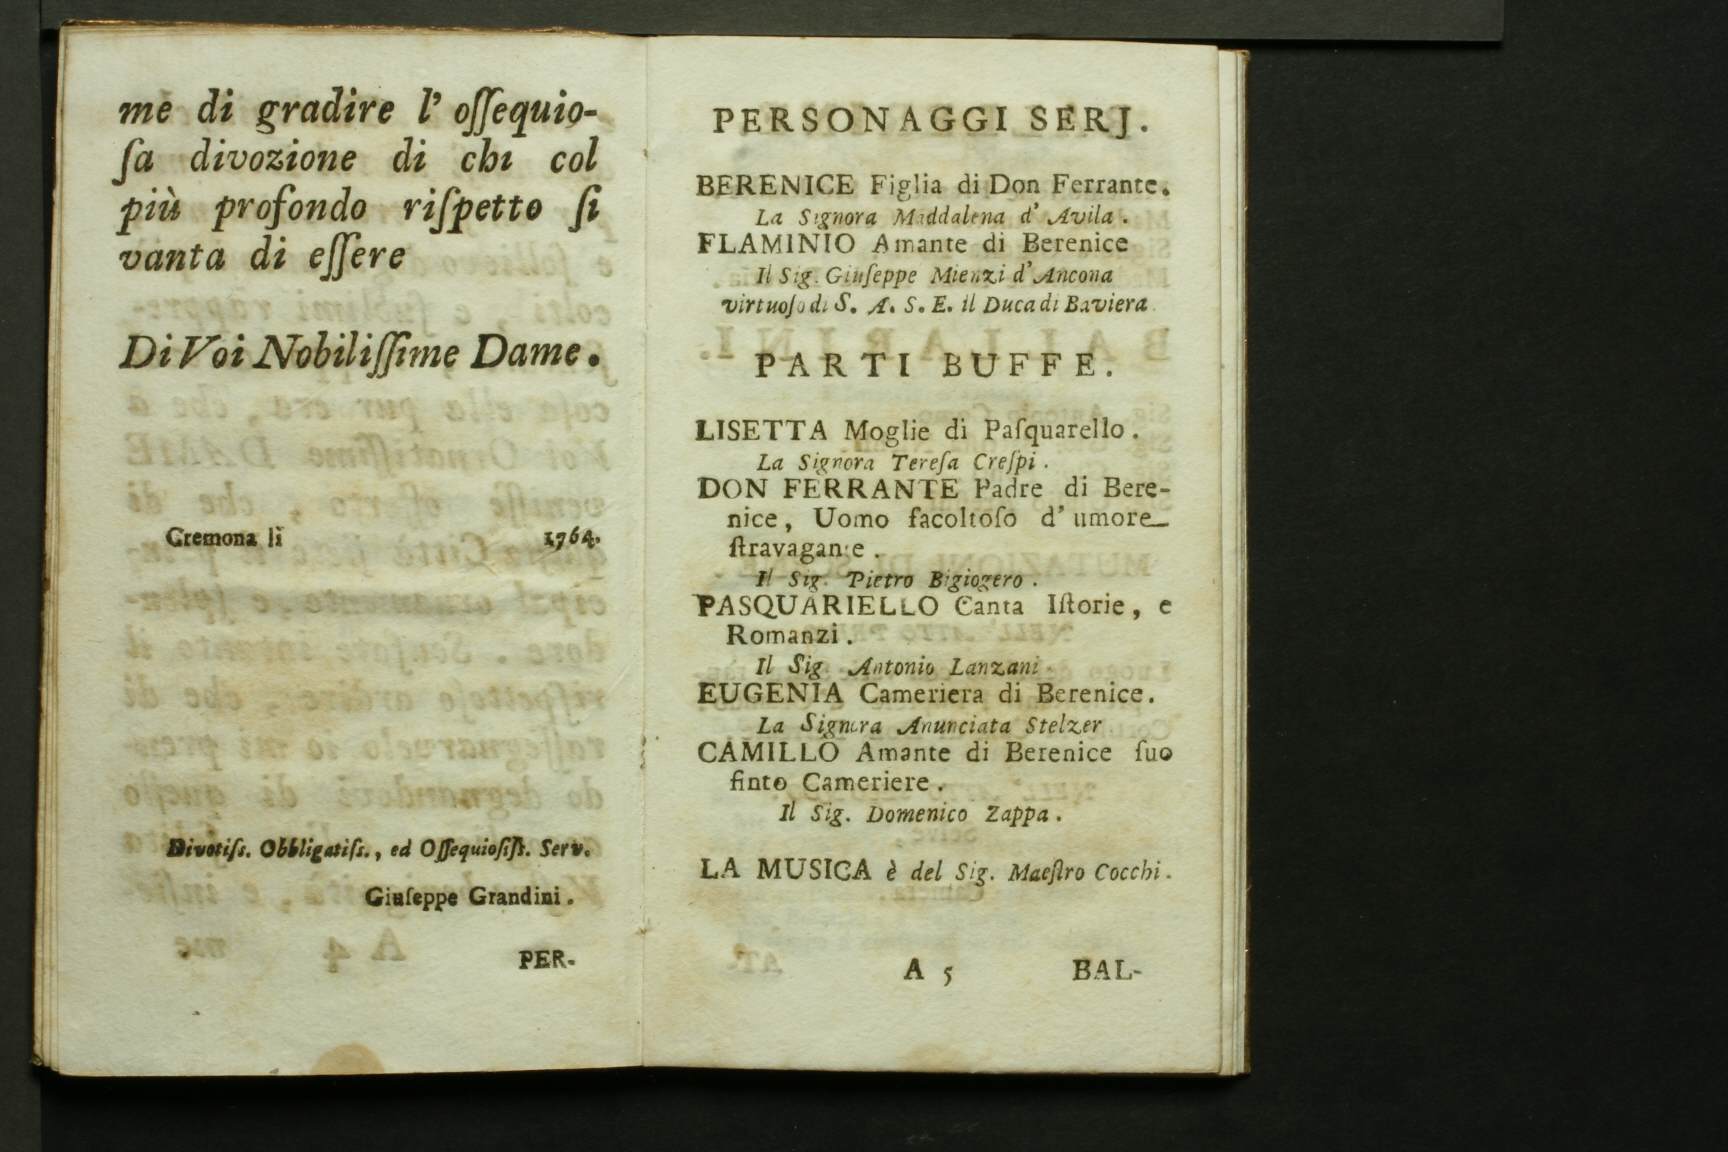 me di gradire l' oſſequio-
ſa divozione di chi col
più profondo riſpetto ſi
vanta di eſſere
Di Voi Nobiliſſime Dame.
Cremona li 1764.
Divotiſs. Obbligatiſs., ed Oſſequioſiſs. Serv.
Giuſeppe Grandini.
PER-
PERSONAGGI SERJ.
BERENICE Figlia di Don Ferrante.
La Signora Maddalena d' Avila.
FLAMINIO Amante di Berenice
Il Sig. Giuſeppe Mienzi d' Ancona
virtuoſo di S. A. S. E. il Duca di Baviera
PARTI BUFFE.
LISETTA Moglie di Paſquarello.
La Signora Tereſa Creſpi.
DON FERRANTE Padre di Bere-
nice, Uomo facoltoſo d' umore
ſtravagante.
Il Sig. Pietro Bigiogero.
PASQUARIELLO Canta Iſtorie, e
Romanzi.
Il Sig. Antonio Lanzani
EUGENIA Cameriera di Berenice.
La Signora Anunciata Stelzer
CAMILLO Amante di Berenice ſuo
finto Cameriere.
Il Sig. Domenico Zappa.
LA MUSICA è del Sig. Maeſtro Cocchi.
A 5 BAL-